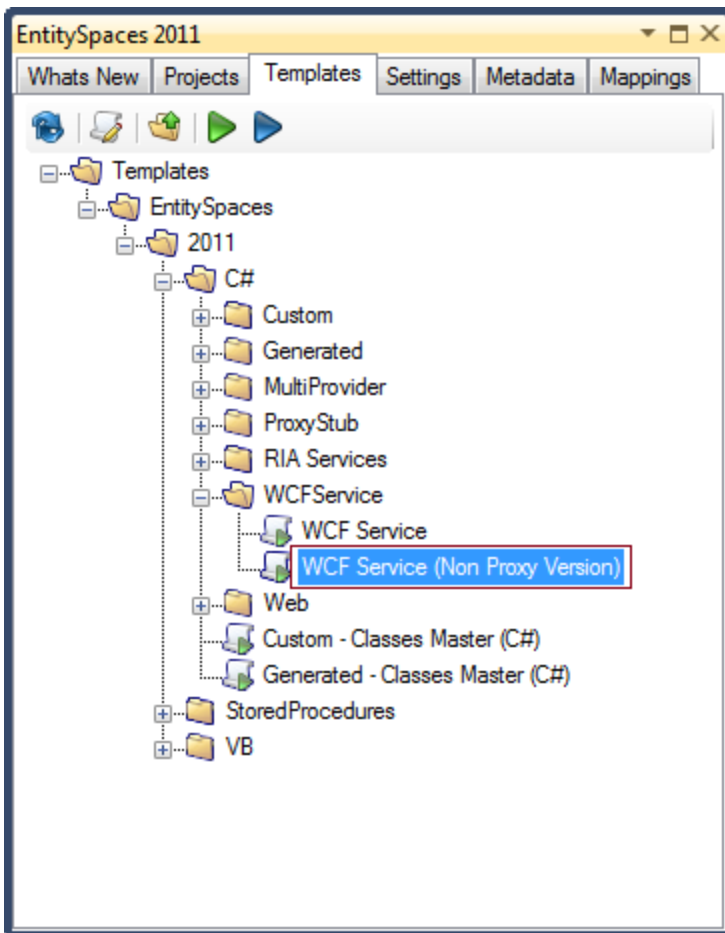 EntitySpaces 2011
Whats New Projects Templates Settings Metadata Mappings
Templates
EntitySpaces
2011
C#
Custom
Generated
MultiProvider
ProxyStub
RIA Services
WCFService
WCF Service
WCF Service (Non Proxy Version)
Web
Custom - Classes Master (C#)
Generated - Classes Master (C#)
StoredProcedures
VB